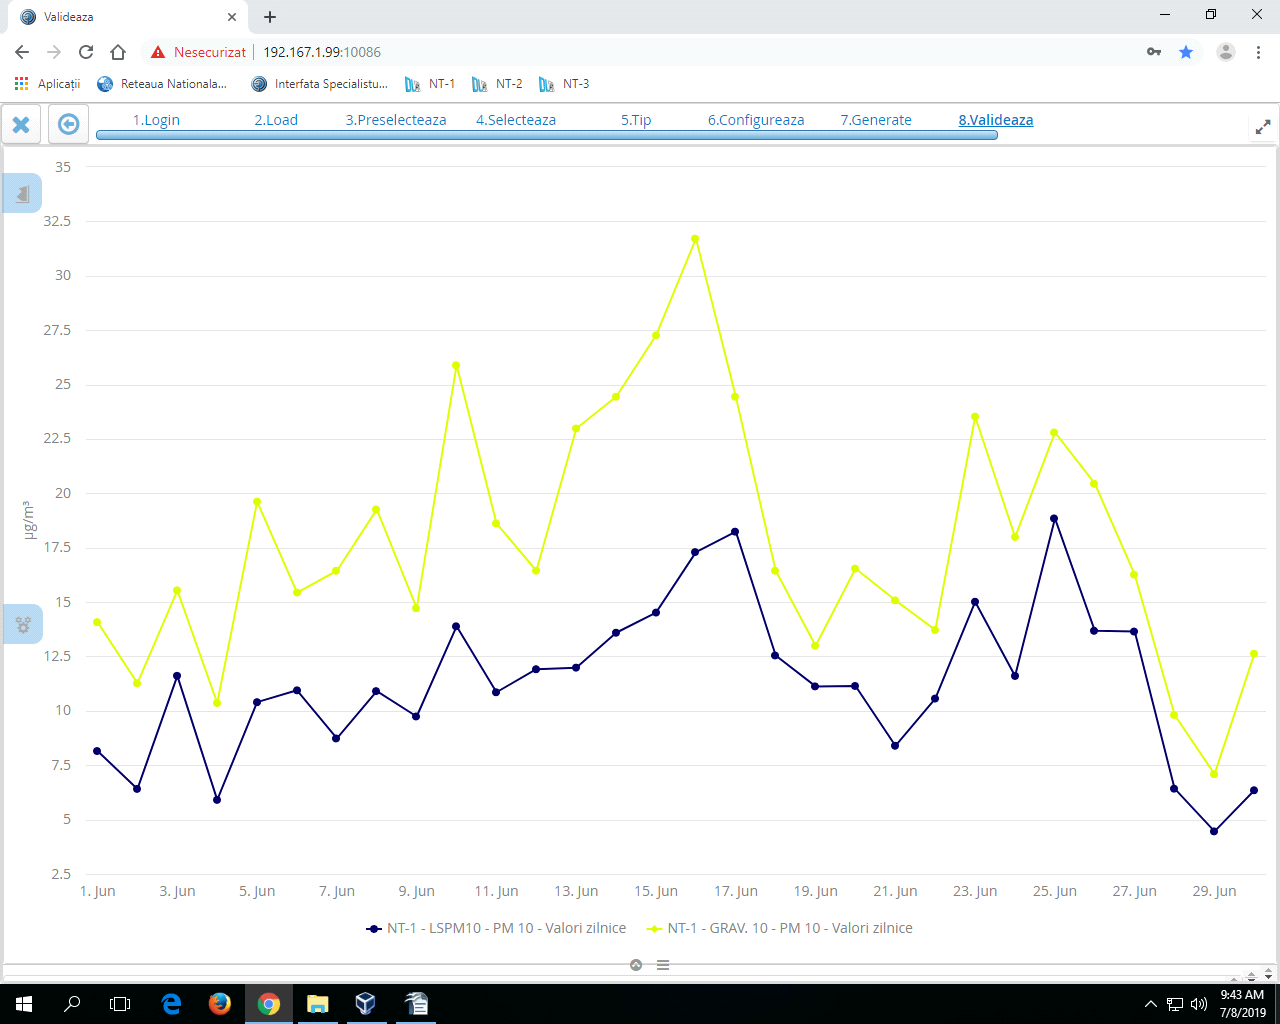 Valideaza
Nesecurizat 192.167.1.99:10086
Aplicații Reteaua Nationala... Interfata Specialistu... NT-1 NT-2 NT-3
1.Login 2.Load 3.Preselecteaza 4.Selecteaza 5.Tip 6.Configureaza 7.Generate 8.Valideaza
35
32.5
30
27.5
25
22.5
20
17.5
15
12.5
10
7.5
5
2.5
µg/m³
1. Jun 3. Jun 5. Jun 7. Jun 9. Jun 11. Jun 13. Jun 15. Jun 17. Jun 19. Jun 21. Jun 23. Jun 25. Jun 27. Jun 29. Jun
NT-1 - LSPM10 - PM 10 - Valori zilnice NT-1 - GRAV. 10 - PM 10 - Valori zilnice
9:43 AM
7/8/2019